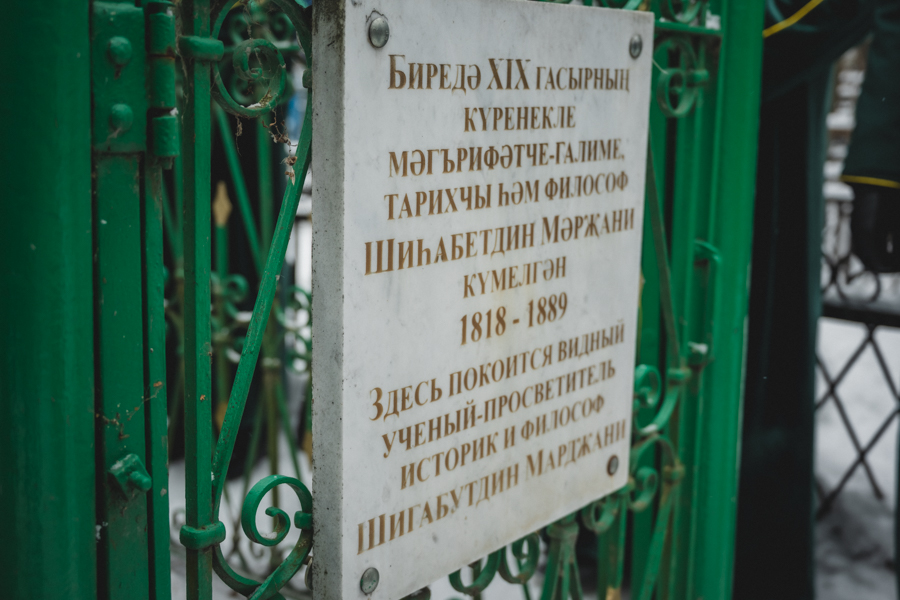 Биредә XIX гасырның
күренекле
мәгърифәтче-галиме,
тарихчы һәм философ
Шиһабетдин Мәрҗани
күмелгән
1818 - 1889
Здесь покоится видный
ученый-просветитель
историк и философ
Шигабутдин Марджани